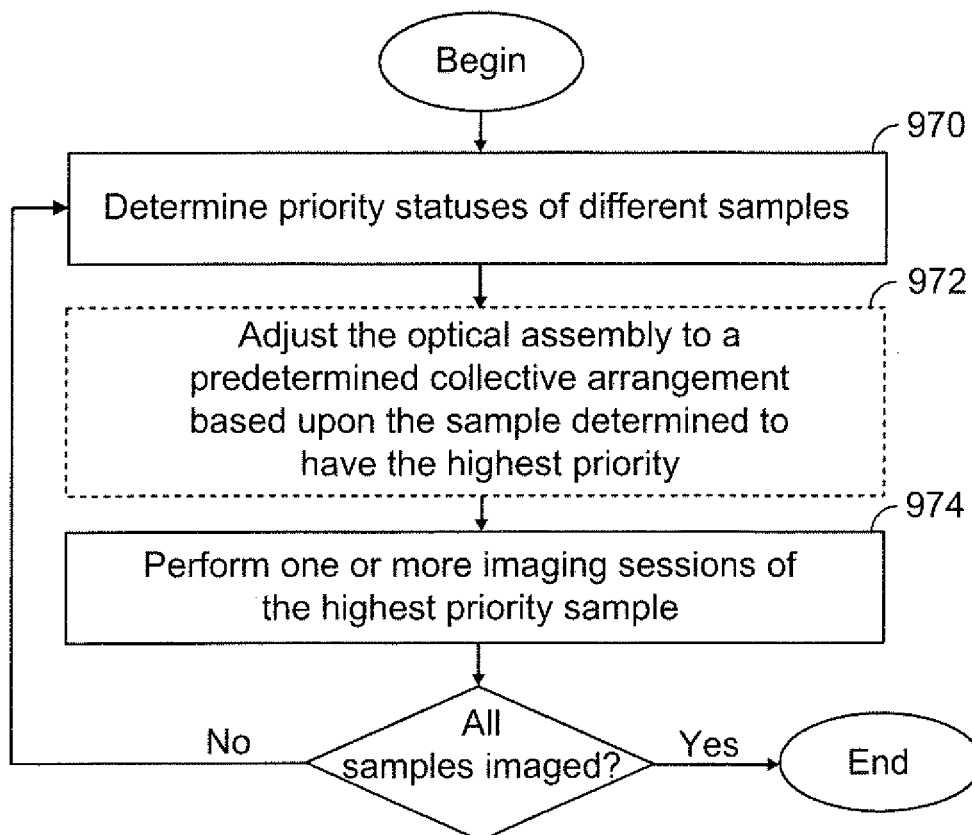 Begin
970
Determine priority statuses of different samples
972
Adjust the optical assembly to a
predetermined collective arrangement
based upon the sample determined to
have the highest priority
974
Perform one or more imaging sessions of
the highest priority sample
All
samples imaged?
No
Yes
End